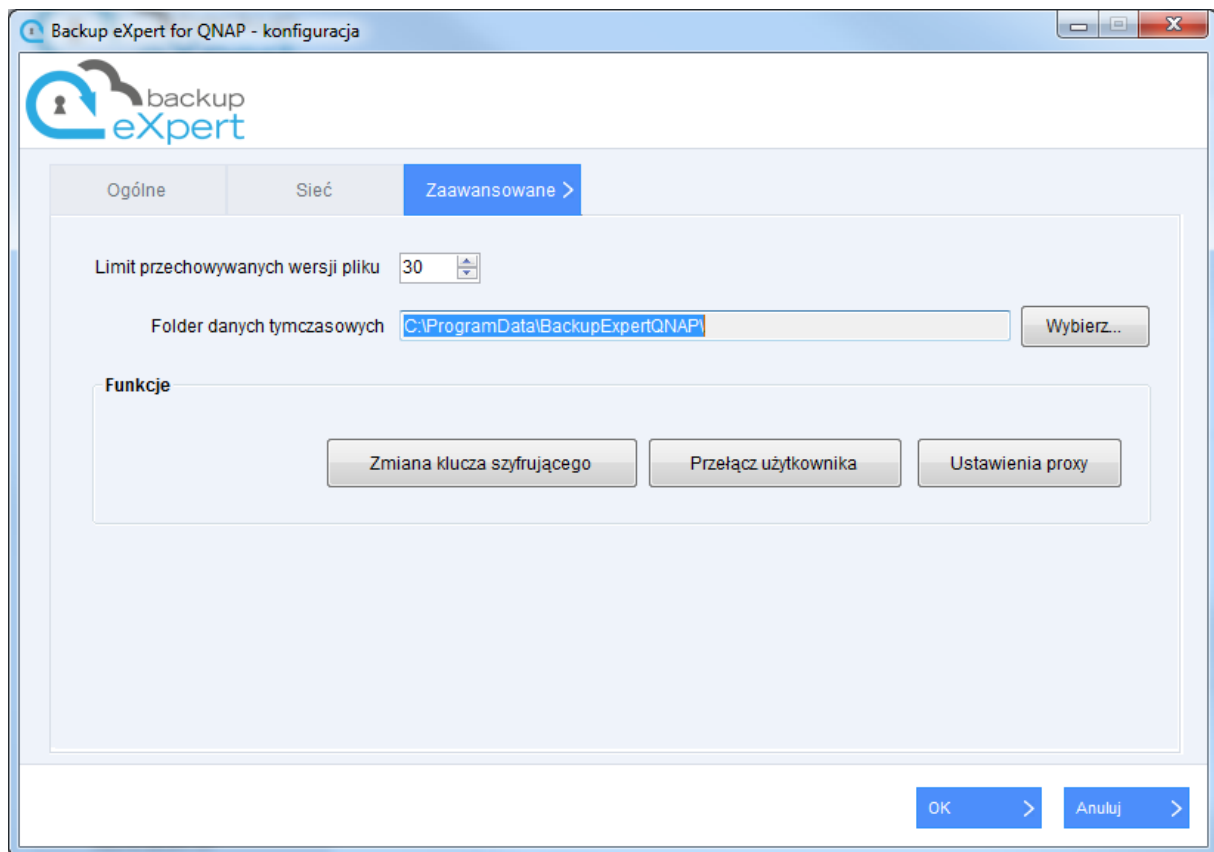 Backup eXpert for QNAP - konfiguracja
backup
eXpert
Ogólne Sieć Zaawansowane >
Limit przechowywanych wersji pliku 30
Folder danych tymczasowych C:\ProgramData\BackupExpertQNAP\ Wybierz...
Funkcje
Zmiana klucza szyfrującego Przełącz użytkownika Ustawienia proxy
OK > Anuluj >